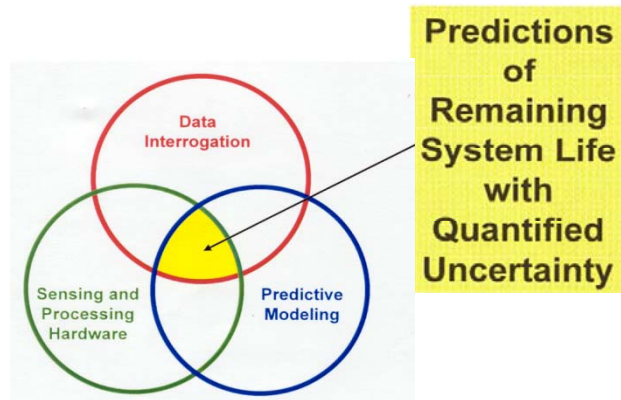 Predictions
of
Remaining
System Life
with
Quantified
Uncertainty
Data
Interrogation
Sensing and
Processing
Hardware
Predictive
Modeling